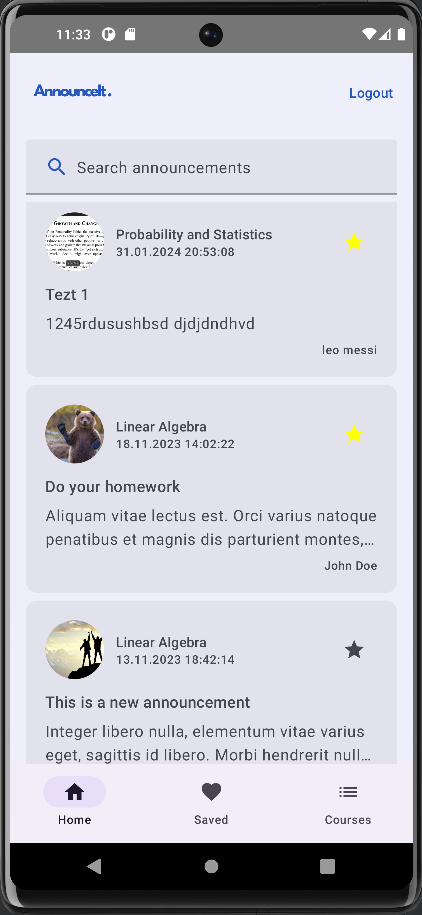 11:33
AnnounceIt.
Logout
Search announcements
Probability and Statistics
31.01.2024 20:53:08
Tezt 1
1245rdusushbsd djdjdndhvd
leo messi
Linear Algebra
18.11.2023 14:02:22
Do your homework
Aliquam vitae lectus est. Orci varius natoque
penatibus et magnis dis parturient montes,…
John Doe
Linear Algebra
13.11.2023 18:42:14
This is a new announcement
Integer libero nulla, elementum vitae varius
eget, sagittis id libero. Morbi hendrerit null…
Home
Saved
Courses